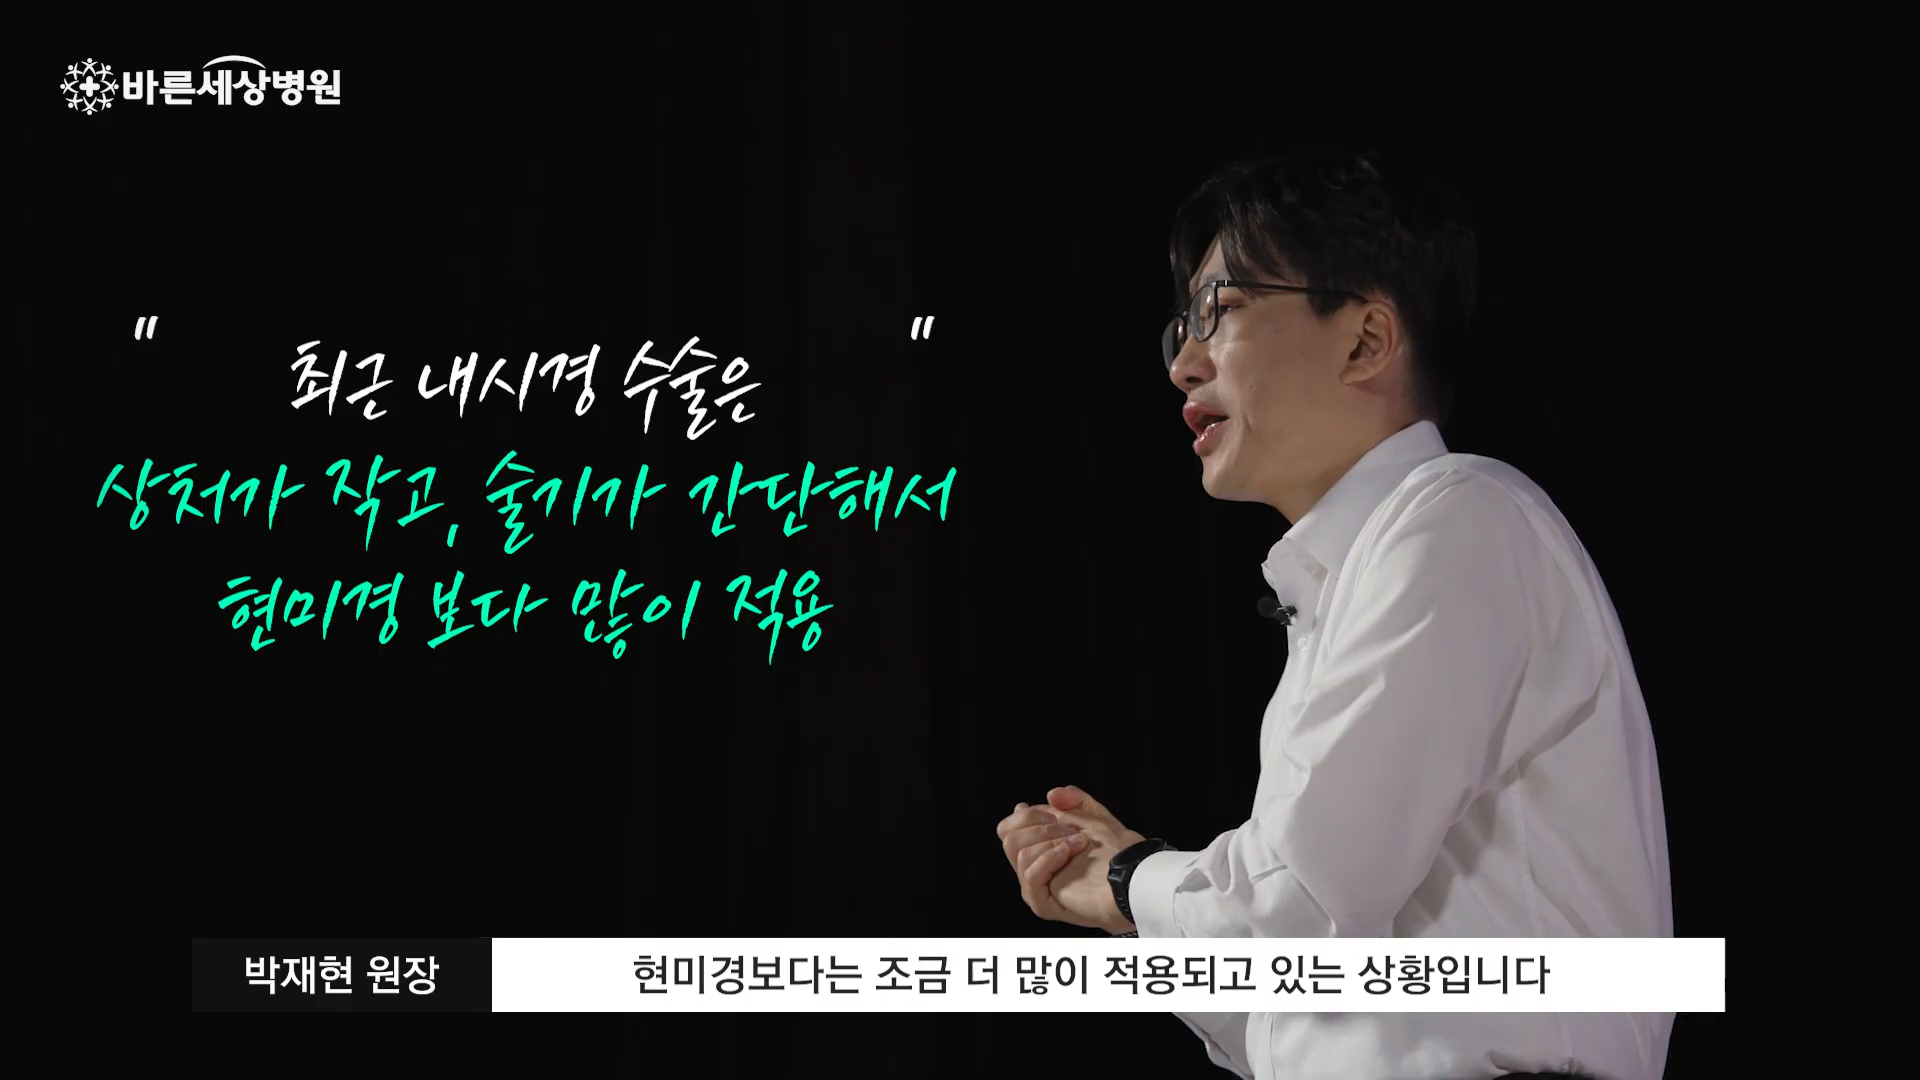 바른세상병원
" 최근 내시경 수술은 "
상처가 작고, 술기가 간단해서
현미경 보다 많이 적용
박재현 원장
현미경보다는 조금 더 많이 적용되고 있는 상황입니다